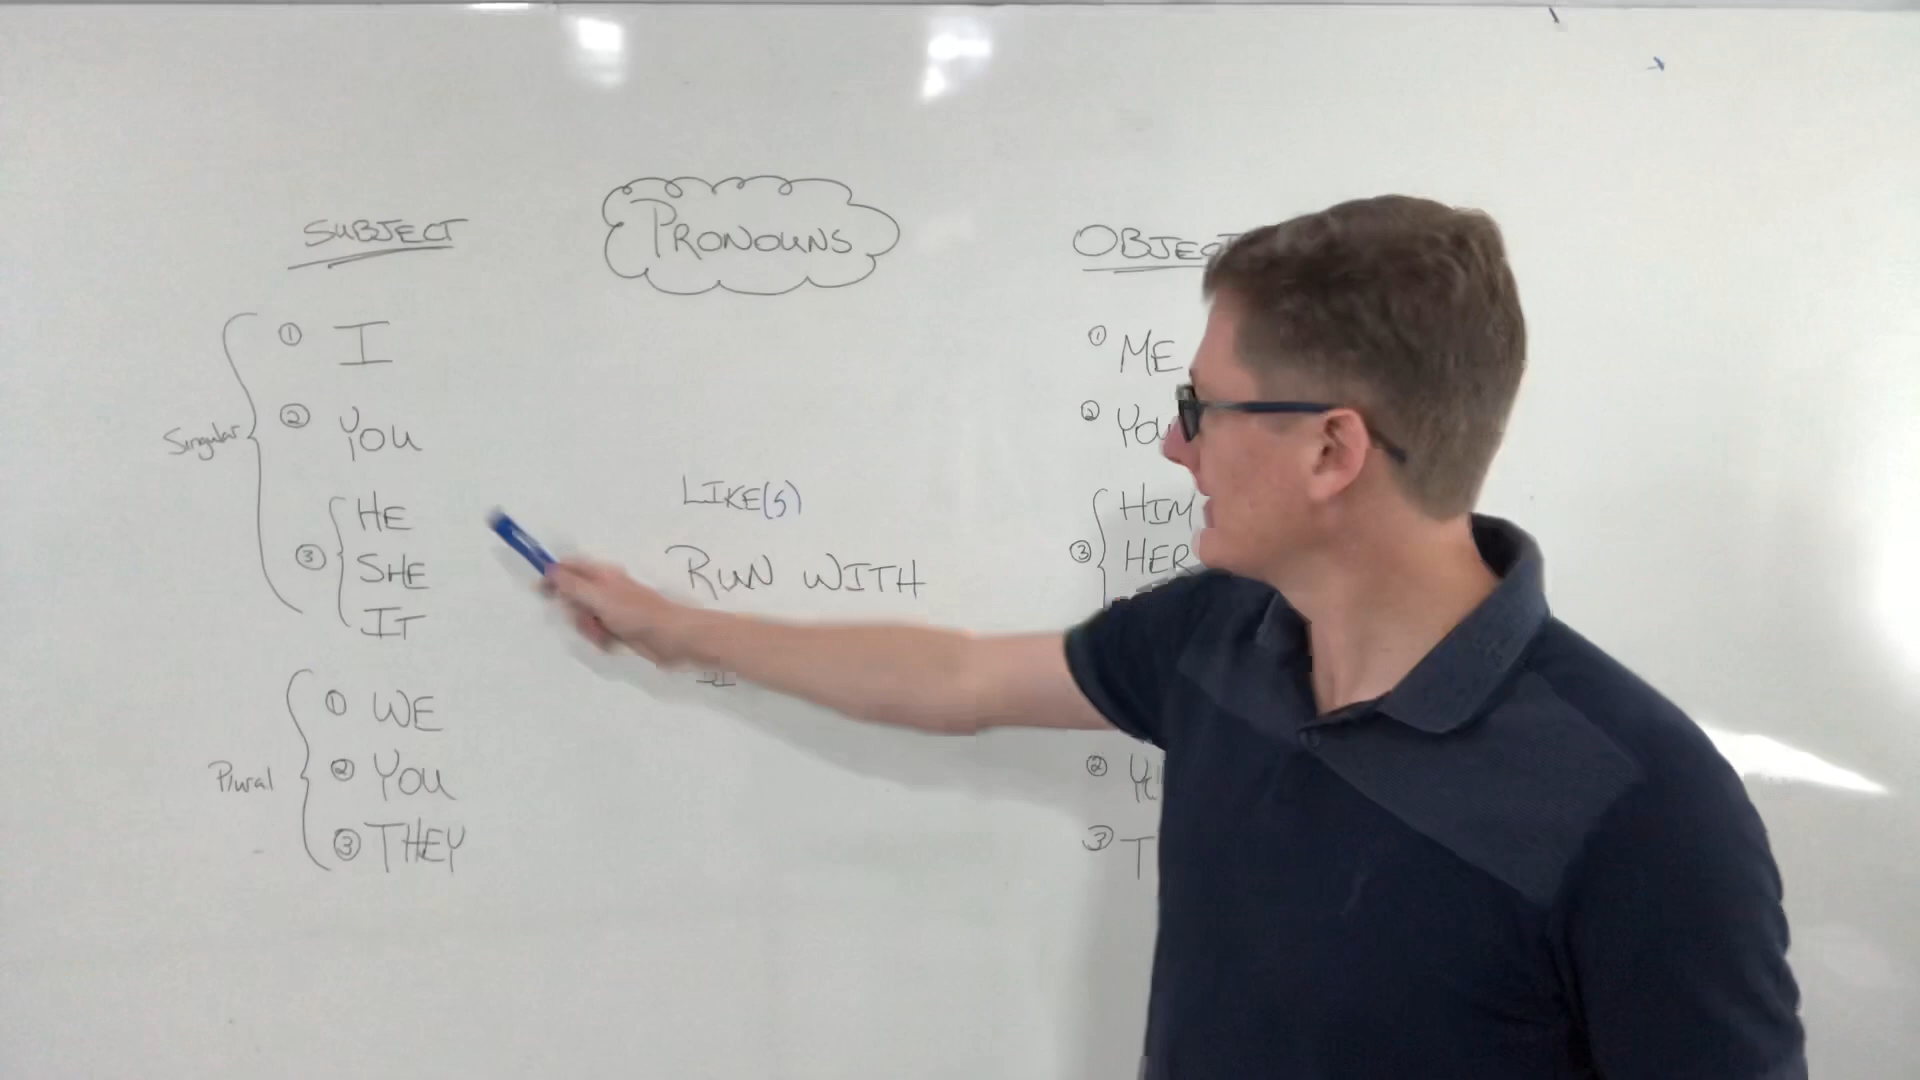 PRONOUNS
SUBJECT
Singular
① I
② YOU
③ HE
SHE
IT
Plural
① WE
② YOU
③ THEY
LIKE(S)
RUN WITH
OBJEC
① ME
② YOU
③ HIM
HER
②
③ T